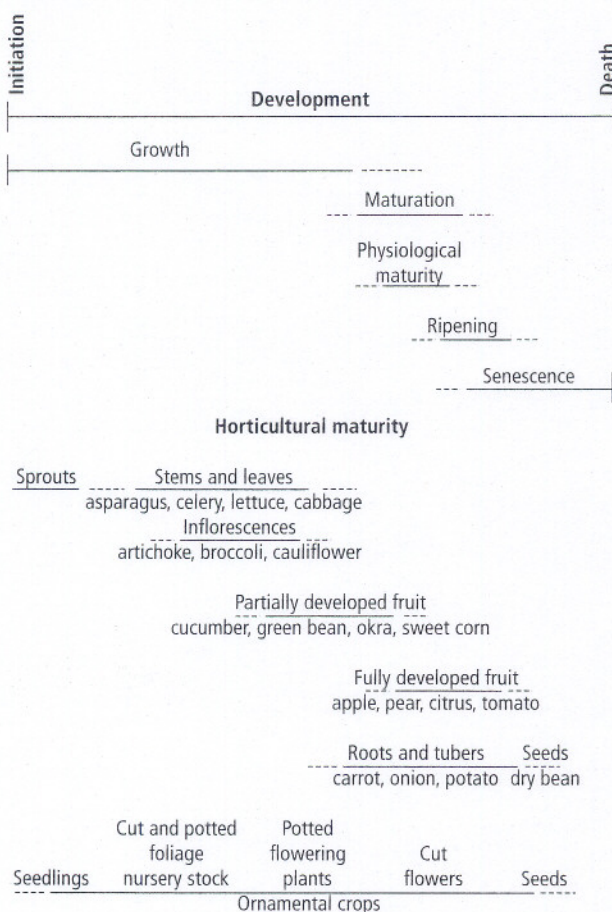 Initiation
Death
Development
Growth
Maturation
Physiological
maturity
Ripening
Senescence
Horticultural maturity
Sprouts
Stems and leaves
asparagus, celery, lettuce, cabbage
Inflorescences
artichoke, broccoli, cauliflower
Partially developed fruit
cucumber, green bean, okra, sweet corn
Fully developed fruit
apple, pear, citrus, tomato
Roots and tubers
Seeds
carrot, onion, potato
dry bean
Cut and potted
foliage
nursery stock
Potted
flowering
plants
Cut
flowers
Seedlings
Seeds
Ornamental crops